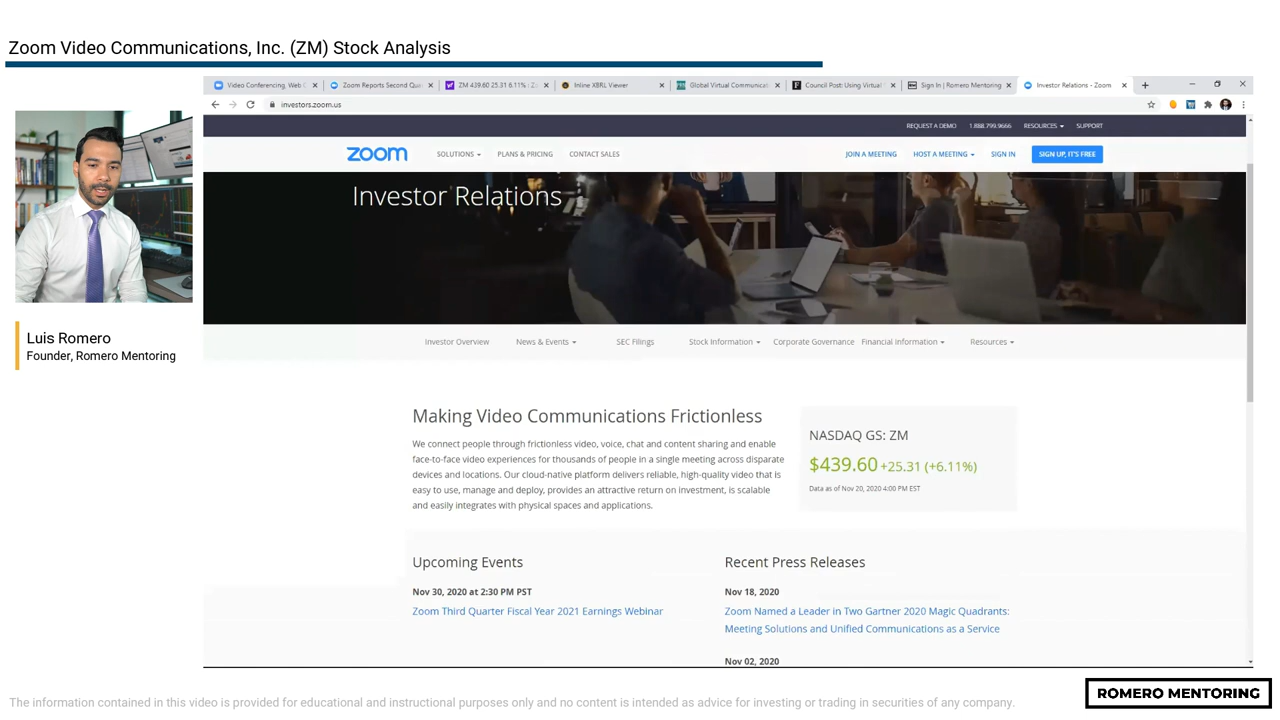 Zoom Video Communications, Inc. (ZM) Stock Analysis
Video Conferencing, Web
Zoom Reports Second
ZM 439.60 25.31 6.11%
Inline XBRL Viewer
Global Virtual
Council Post: Using Virtual
Sign In | Romero Mentoring
Investor Relations - Zoom
investors.zoom.us
REQUEST A DEMO 1.888.799.9666 RESOURCES SUPPORT
zoom SOLUTIONS PLANS & PRICING CONTACT SALES JOIN A MEETING HOST A MEETING SIGN IN SIGN UP, IT'S FREE
Investor Relations
Investor Overview News & Events SEC Filings Stock Information Corporate Governance Financial Information Resources
Luis Romero
Founder, Romero Mentoring
Making Video Communications Frictionless
We connect people through frictionless video, voice, chat and content sharing and enable
face-to-face video experiences for thousands of people in a single meeting across disparate
devices and locations. Our cloud-native platform delivers reliable, high-quality video that is
easy to use, manage and deploy, provides an attractive return on investment, is scalable
and easily integrates with physical spaces and applications.
NASDAQ GS: ZM
$439.60 +25.31 (+6.11%)
Data as of Nov 20, 2020 4:00 PM EST
Upcoming Events
Nov 30, 2020 at 2:30 PM PST
Zoom Third Quarter Fiscal Year 2021 Earnings Webinar
Recent Press Releases
Nov 18, 2020
Zoom Named a Leader in Two Gartner 2020 Magic Quadrants:
Meeting Solutions and Unified Communications as a Service
Nov 02, 2020
The information contained in this video is provided for educational and instructional purposes only and no content is intended as advice for investing or trading in securities of any company.
ROMERO MENTORING